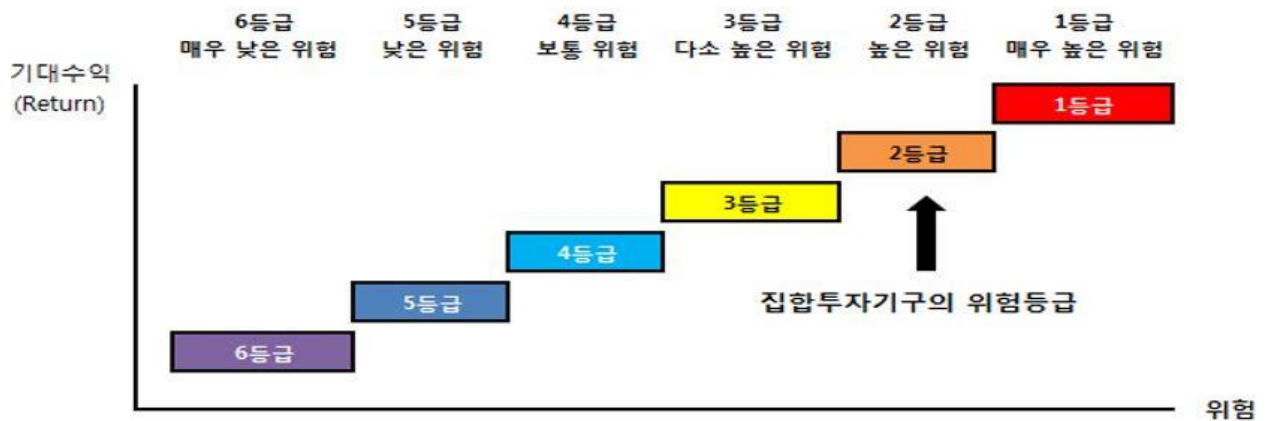 6등급 5등급 4등급 3등급 2등급 1등급
매우 낮은 위험 낮은 위험 보통 위험 다소 높은 위험 높은 위험 매우 높은 위험
기대수익
(Return)
1등급
2등급
3등급
4등급
5등급
집합투자기구의 위험등급
6등급
위험